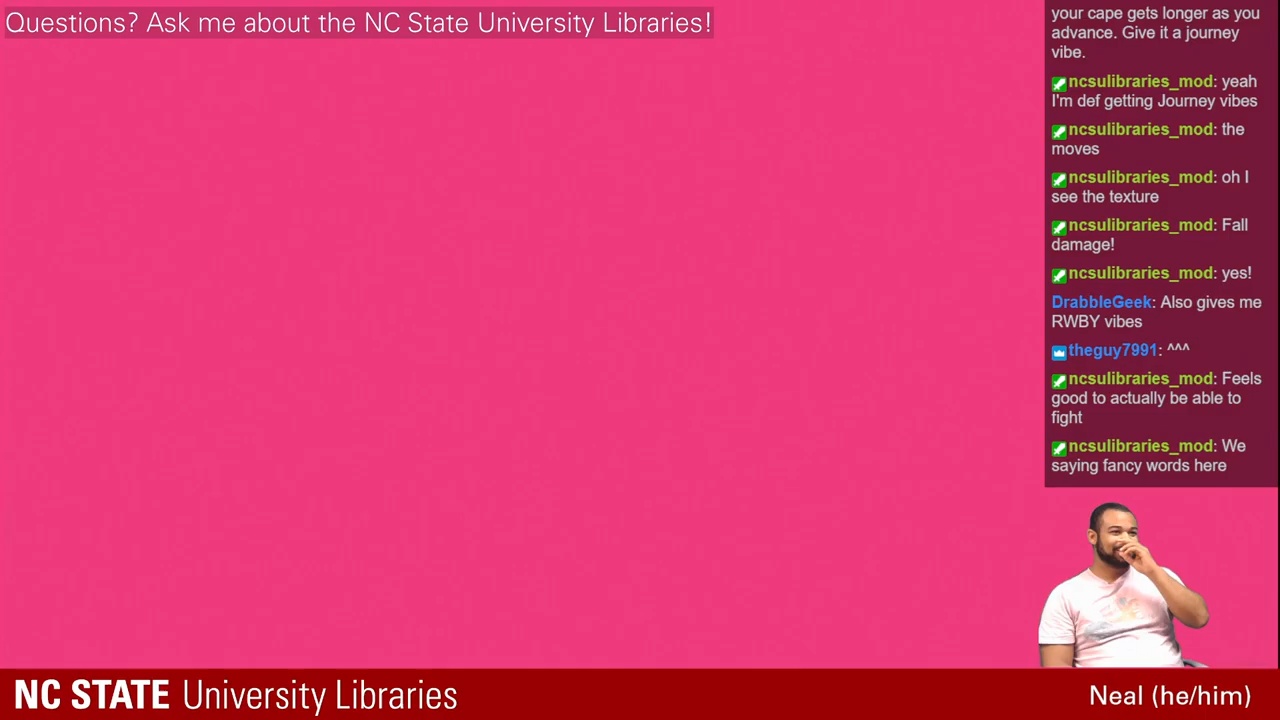 Questions? Ask me about the NC State University Libraries!
your cape gets longer as you
advance. Give it a journey
vibe.
ncsulibraries_mod: yeah
I'm def getting Journey vibes
ncsulibraries_mod: the
moves
ncsulibraries_mod: oh I
see the texture
ncsulibraries_mod: Fall
damage!
ncsulibraries_mod: yes!
DrabbleGeek: Also gives me
RWBY vibes
theguy7991: ^^^
ncsulibraries_mod: Feels
good to actually be able to
fight
ncsulibraries_mod: We
saying fancy words here
NC STATE University Libraries
Neal (he/him)